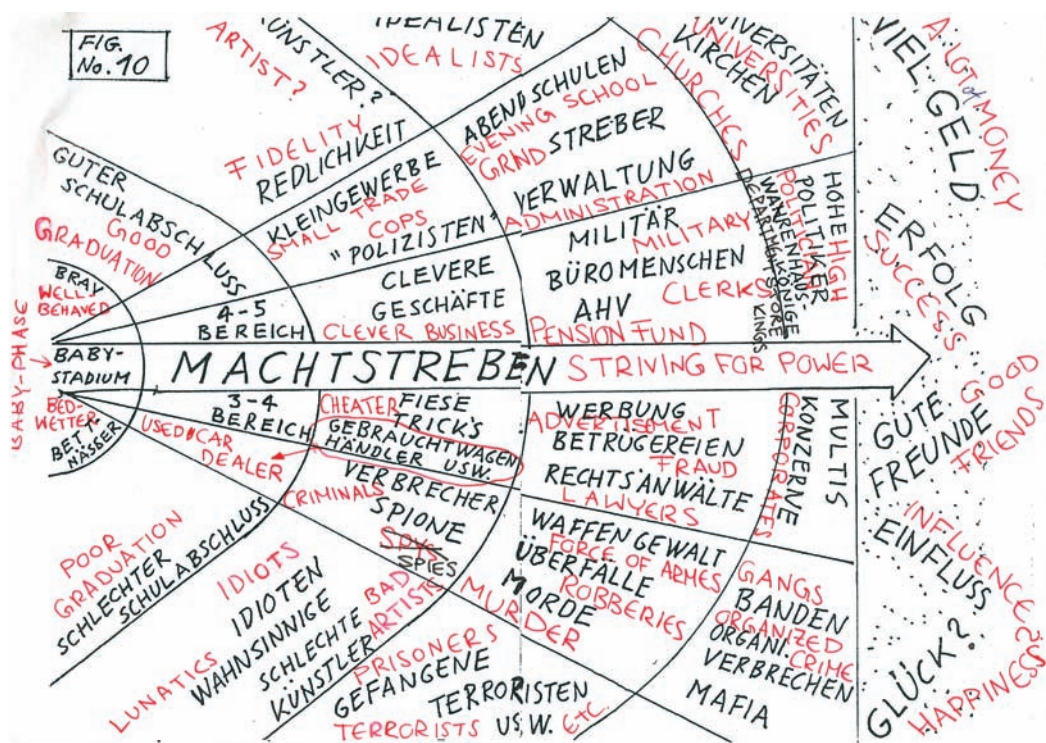 FIG.
No. 10
ÜNSTLER?
ARTIST?
IDEALISTEN
IDEALISTS
UNIVERSITÄTEN
UNIVERSITIES
KIRCHEN
CHURCHES
VIEL GELD
A LOT of MONEY
FIDELITY
REDLICHKEIT
ABENDSCHULEN
EVENING SCHOOL
STREBER
GRIND
VERWALTUNG
ADMINISTRATION
GUTER
SCHULABSCHLUSS
GOOD
GRADUATION
KLEINGEWERBE
SMALL TRADE
COPS
"POLIZISTEN"
MILITÄR
MILITARY
BÜROMENSCHEN
CLERKS
AHV
PENSION FUND
HOHE
HIGH
POLITIKER
POLITICIAN
WAHRENHAUS-
KÖNIGE
DEPARTMENT STORE
KINGS
ERFOLG
SUCCESS
BRAV
WELL
BEHAVED
4-5
BEREICH
CLEVERE
GESCHÄFTE
CLEVER BUSINESS
BABY-PHASE
BABY-
STADIUM
MACHTSTREBEN
STRIVING FOR POWER
BED-
WETTER
BETT
NÄSSER
3-4
BEREICH
CHEATER
FIESE
TRICKS
USED CAR
DEALER
GEBRAUCHTWAGEN
HÄNDLER USW.
WERBUNG
ADVERTISEMENT
BETRÜGEREIEN
FRAUD
RECHTSANWÄLTE
LAWYERS
CORPORATES
KONZERNE
MULTIS
GUTE
FREUNDE
GOOD
FRIENDS
CRIMINALS
VERBRECHER
SPIONE
SPYS
SPIES
WAFFENGEWALT
FORCE OF ARMES
ÜBERFÄLLE
ROBBERIES
MORDE
MURDER
GANGS
BANDEN
ORGANIZED
CRIME
ORGANI
VERBRECHEN
MAFIA
EINFLUSS
INFLUENCE
POOR
GRADUATION
SCHLECHTER
SCHULABSCHLUSS
IDIOTS
IDIOTEN
LUNATICS
WAHNSINNIGE
BAD
ARTISTS
SCHLECHTE
KÜNSTLER
PRISONERS
GEFANGENE
TERRORISTEN
TERRORISTS
USW. ETC.
GLÜCK?
HAPPINESS